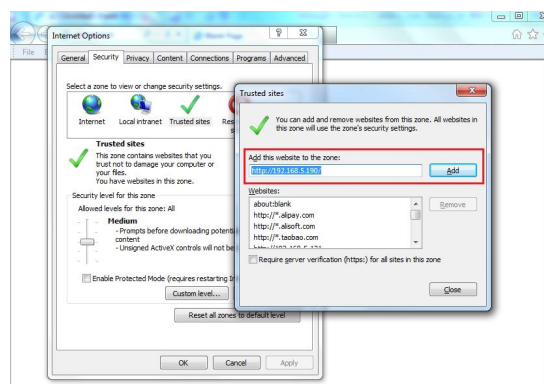 File
Internet Options
General Security Privacy Content Connections Programs Advanced
Select a zone to view or change security settings.
Internet Local intranet Trusted sites
Trusted sites
This zone contains websites that you
trust not to damage your computer or
your files.
You have websites in this zone.
Security level for this zone
Allowed levels for this zone: All
Medium
- Prompts before downloading
content
- Unsigned ActiveX controls will not
Enable Protected Mode (requires restarting
Custom level...
Reset all zones to default level
OK Cancel Apply
Trusted sites
You can add and remove websites from this zone. All websites in
this zone will use the zone's security settings.
Add this website to the zone:
http://192.168.5.190/
Add
Websites:
about:blank
http://*.alipay.com
http://*.alisoft.com
http://*.taobao.com
Remove
Require server verification (https:) for all sites in this zone
Close